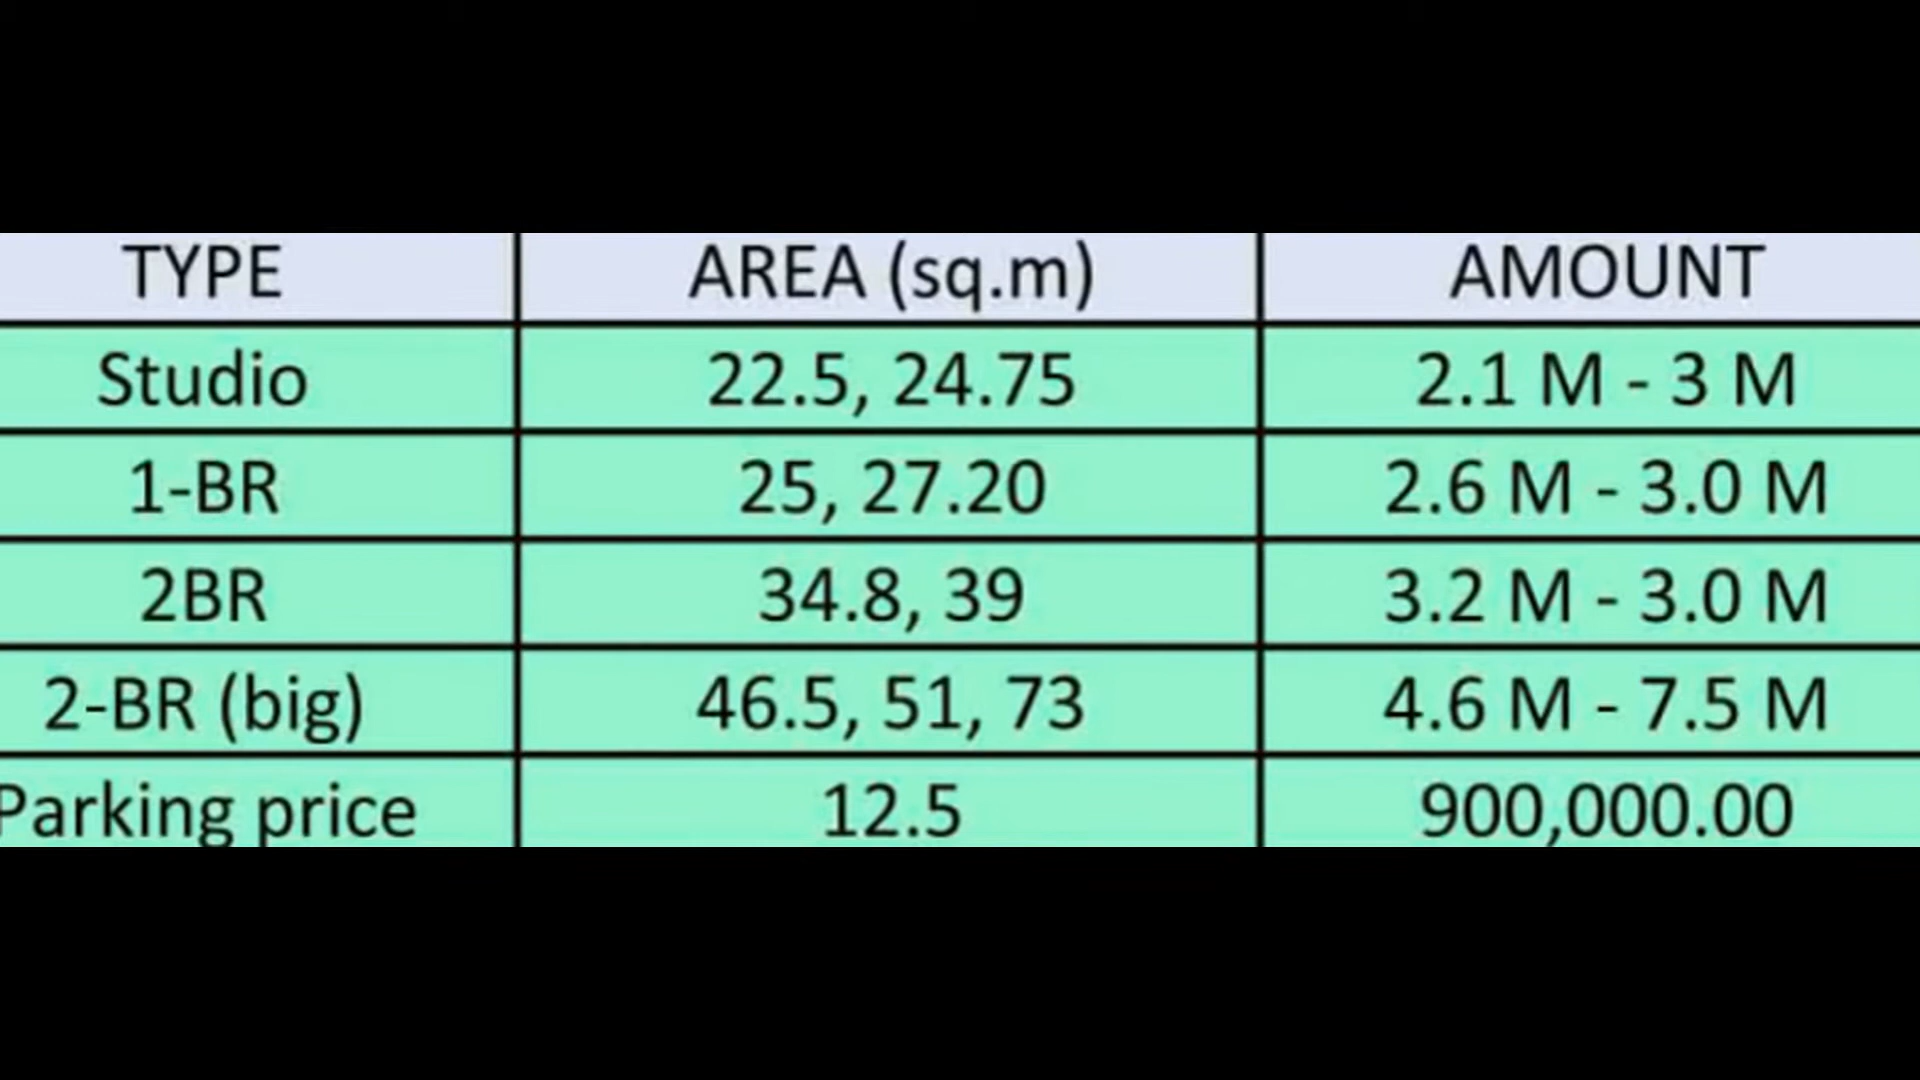 TYPE AREA (sq.m) AMOUNT
Studio 22.5, 24.75 2.1 M - 3 M
1-BR 25, 27.20 2.6 M - 3.0 M
2BR 34.8, 39 3.2 M - 3.0 M
2-BR (big) 46.5, 51, 73 4.6 M - 7.5 M
Parking price 12.5 900,000.00